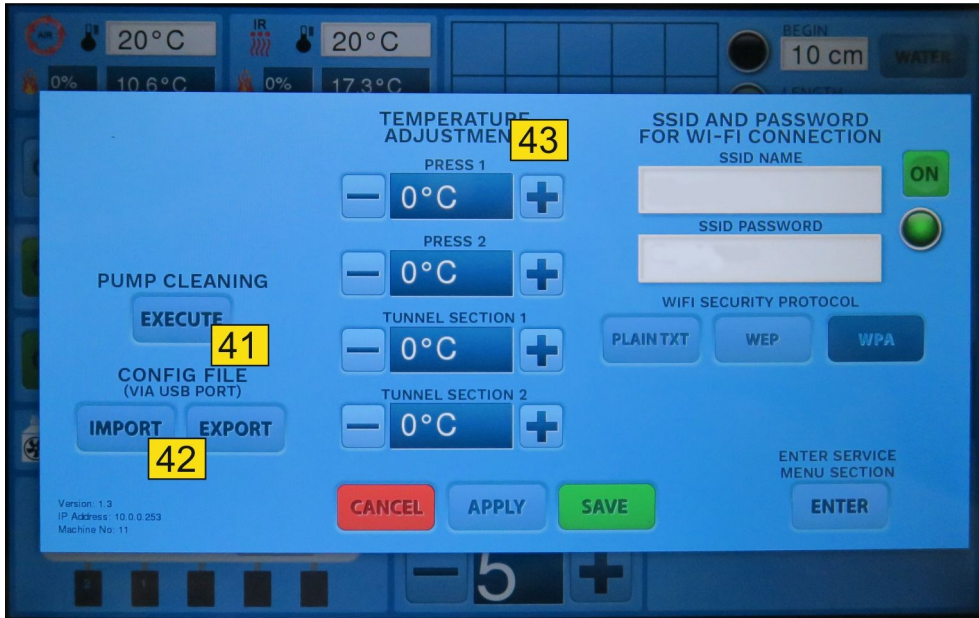 AIR
20°C
IR
20°C
BEGIN
10 cm
WATER
0%
10.6°C
0%
17.3°C
LENGTH
TEMPERATURE
ADJUSTMEN
43
PRESS 1
0°C
PRESS 2
0°C
TUNNEL SECTION 1
0°C
TUNNEL SECTION 2
0°C
SSID AND PASSWORD
FOR WI-FI CONNECTION
SSID NAME
ON
SSID PASSWORD
WIFI SECURITY PROTOCOL
PLAIN TXT
WEP
WPA
PUMP CLEANING
EXECUTE
41
CONFIG FILE
(VIA USB PORT)
IMPORT
EXPORT
42
ENTER SERVICE
MENU SECTION
ENTER
Version: 1.3
IP Address: 10.0.0.253
Machine No: 11
CANCEL
APPLY
SAVE
5